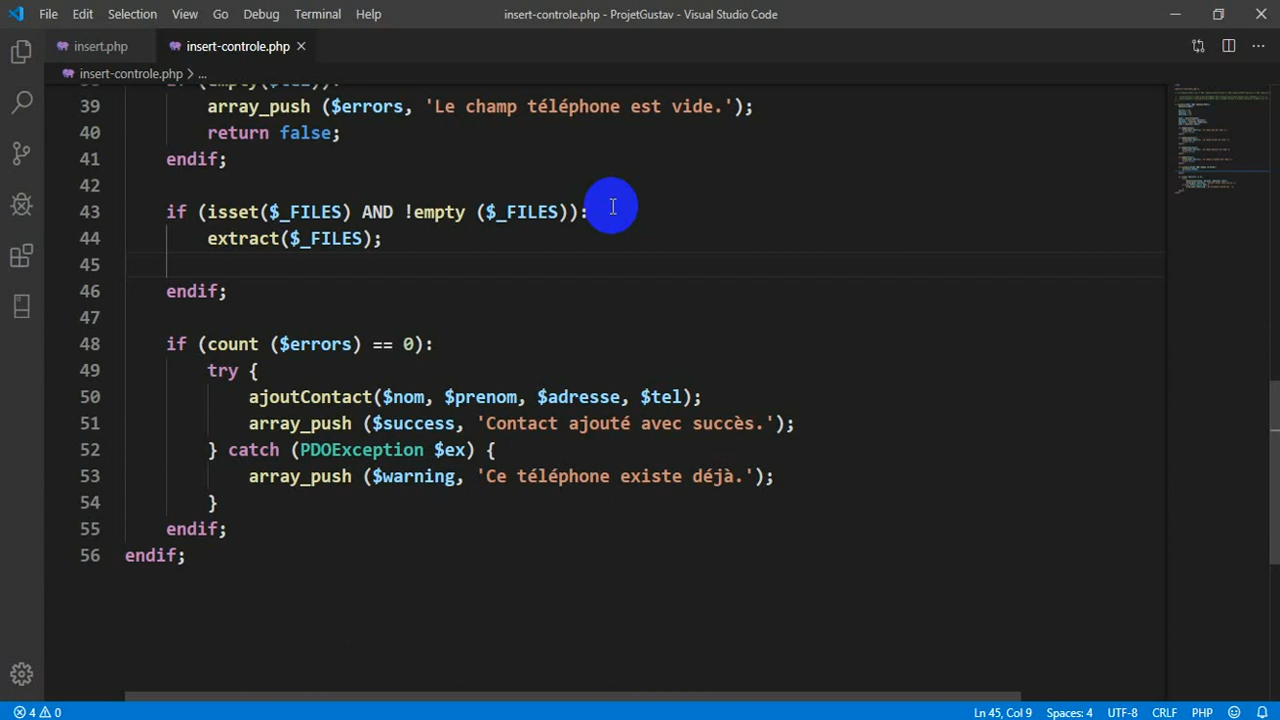 File Edit Selection View Go Debug Terminal Help insert-controle.php - ProjetGustav - Visual Studio Code
insert.php insert-controle.php
insert-controle.php > ...
39 array_push ($errors, 'Le champ téléphone est vide.');
40 return false;
41 endif;
42
43 if (isset($_FILES) AND !empty ($_FILES)):
44 extract($_FILES);
45
46 endif;
47
48 if (count ($errors) == 0):
49 try {
50 ajoutContact($nom, $prenom, $adresse, $tel);
51 array_push ($success, 'Contact ajouté avec succès.');
52 } catch (PDOException $ex) {
53 array_push ($warning, 'Ce téléphone existe déjà.');
54 }
55 endif;
56 endif;
4 0 Ln 45, Col 9 Spaces: 4 UTF-8 CRLF PHP